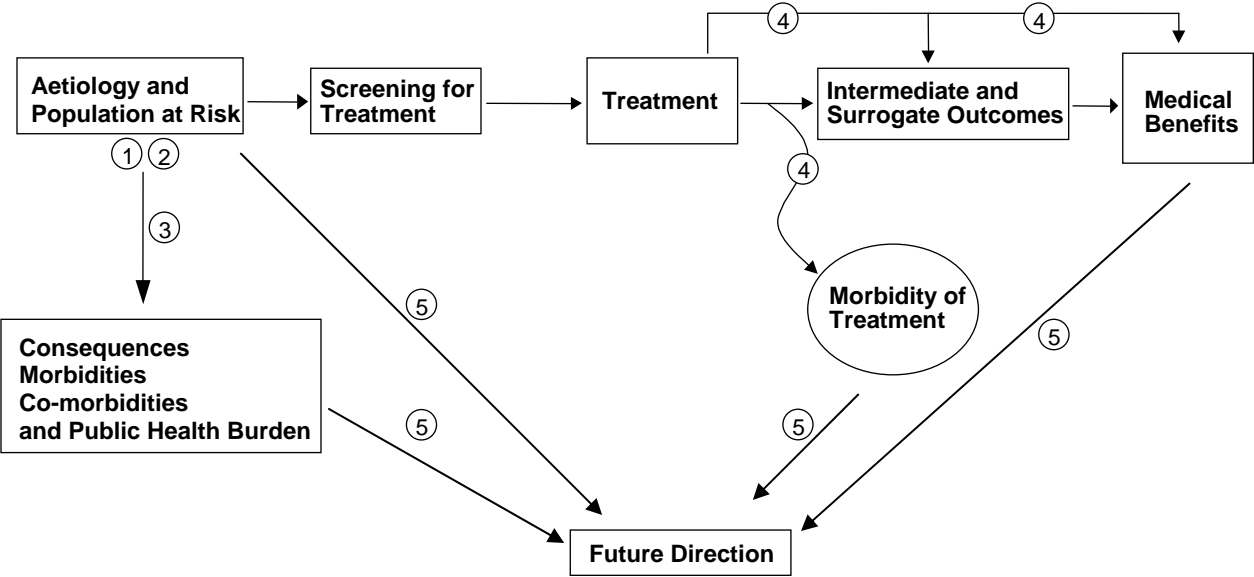 4
4
Aetiology and
Population at Risk
Screening for
Treatment
Treatment
Intermediate and
Surrogate Outcomes
Medical
Benefits
1 2
4
3
Morbidity of
Treatment
5
5
Consequences
Morbidities
Co-morbidities
and Public Health Burden
5
5
Future Direction